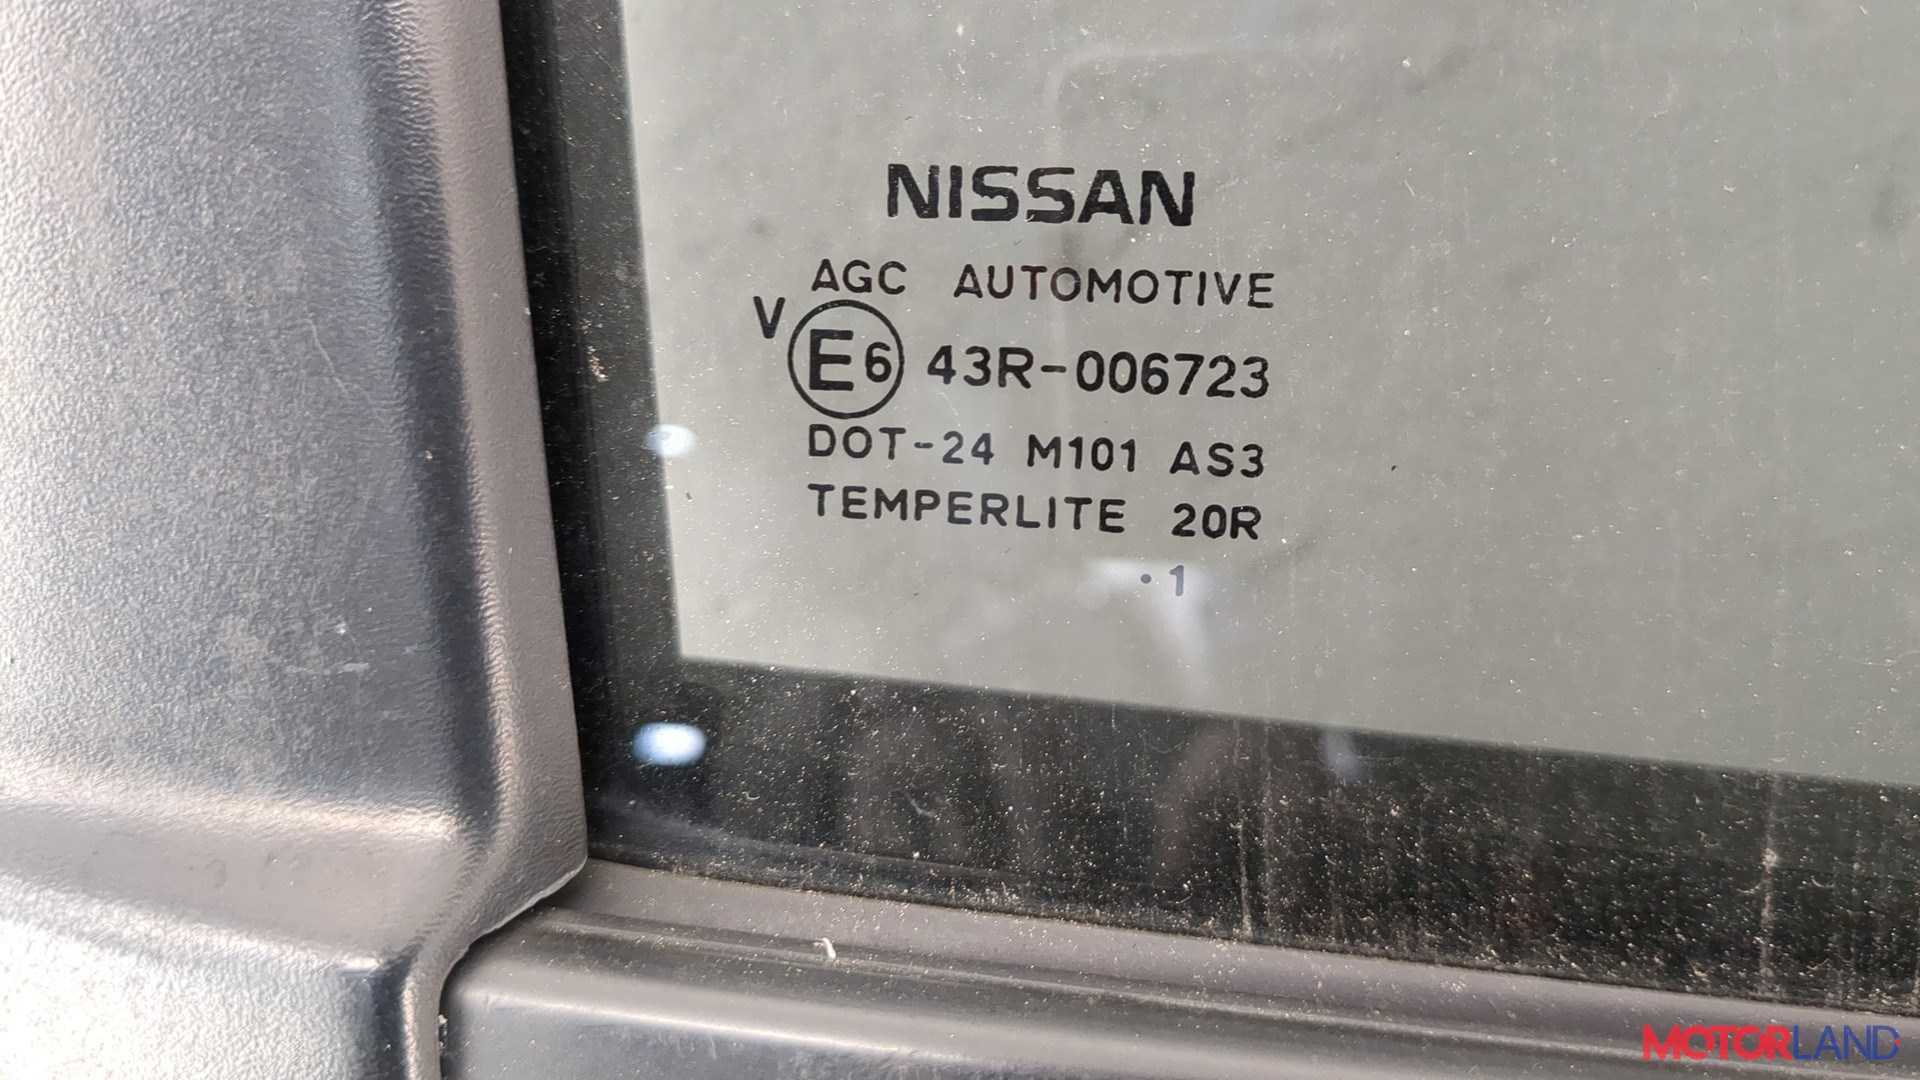 NISSAN
AGC AUTOMOTIVE
V E6 43R-006723
DOT-24 M101 AS3
TEMPERLITE 20R
·1
MOTORLAND